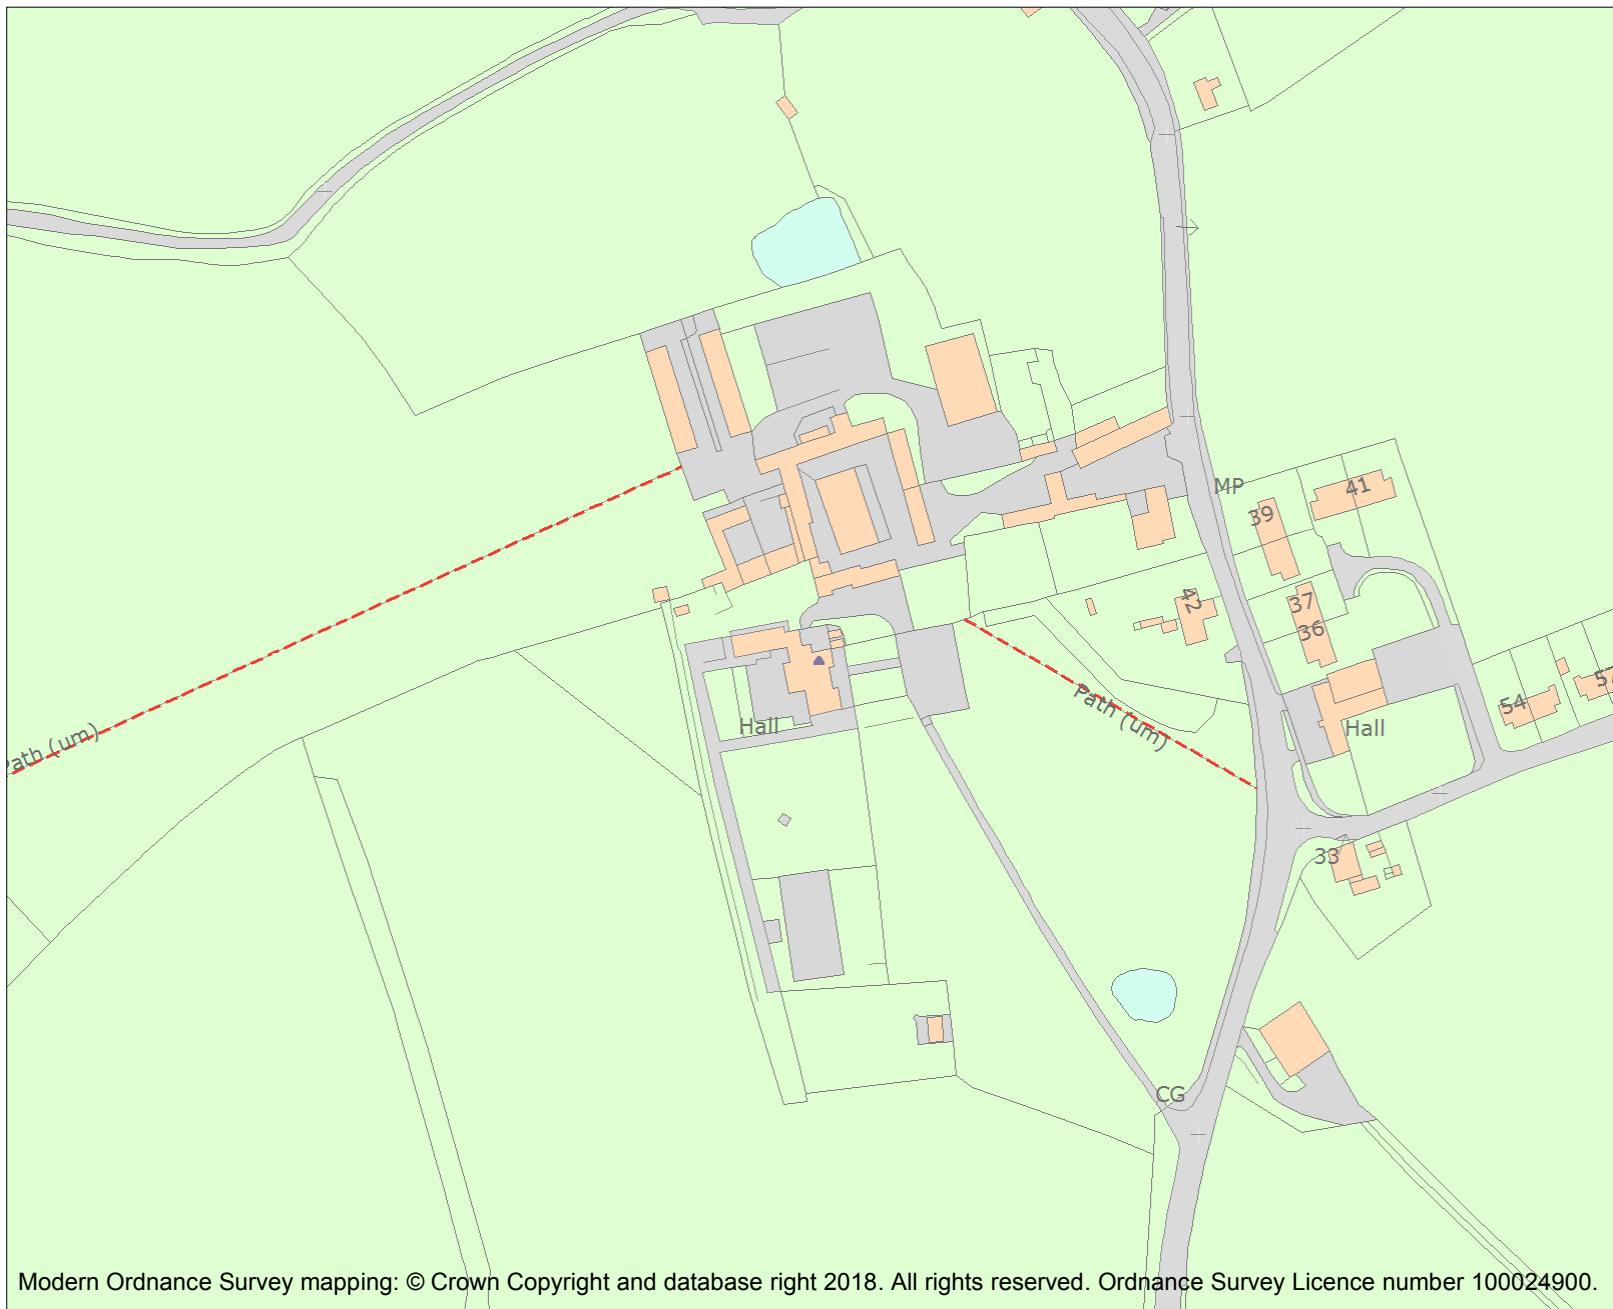 MP
41
39
42
37
36
Path (um)
54
57
Hall
Hall
Path (um)
33
CG
Modern Ordnance Survey mapping: © Crown Copyright and database right 2018. All rights reserved. Ordnance Survey Licence number 100024900.